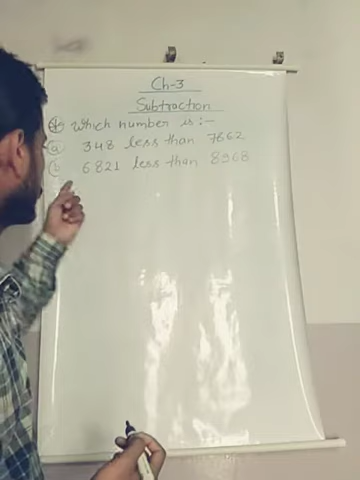 Ch-3
Subtraction
* Which number is :-
a 348 less than 7662
b 6821 less than 8968